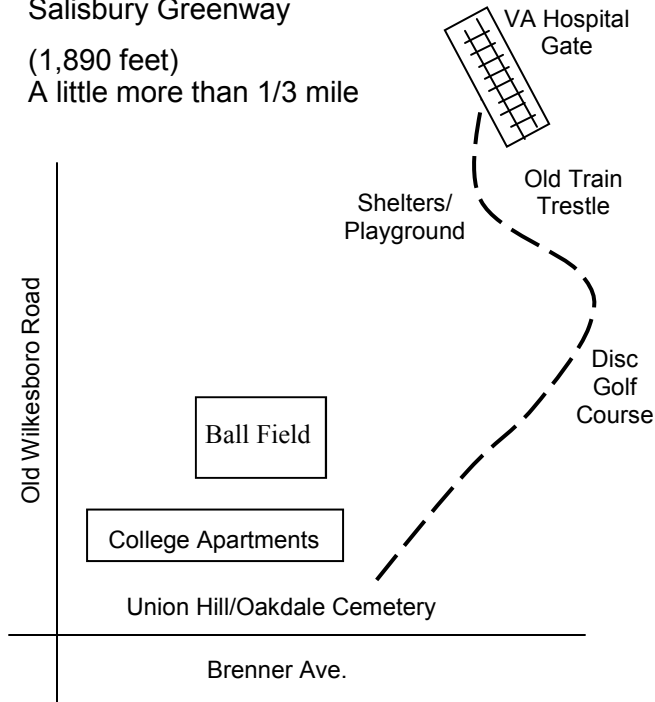 Salisbury Greenway
(1,890 feet)
A little more than 1/3 mile
VA Hospital
Gate
Old Train
Trestle
Shelters/
Playground
Disc
Golf
Course
Old Wilkesboro Road
Ball Field
College Apartments
Union Hill/Oakdale Cemetery
Brenner Ave.